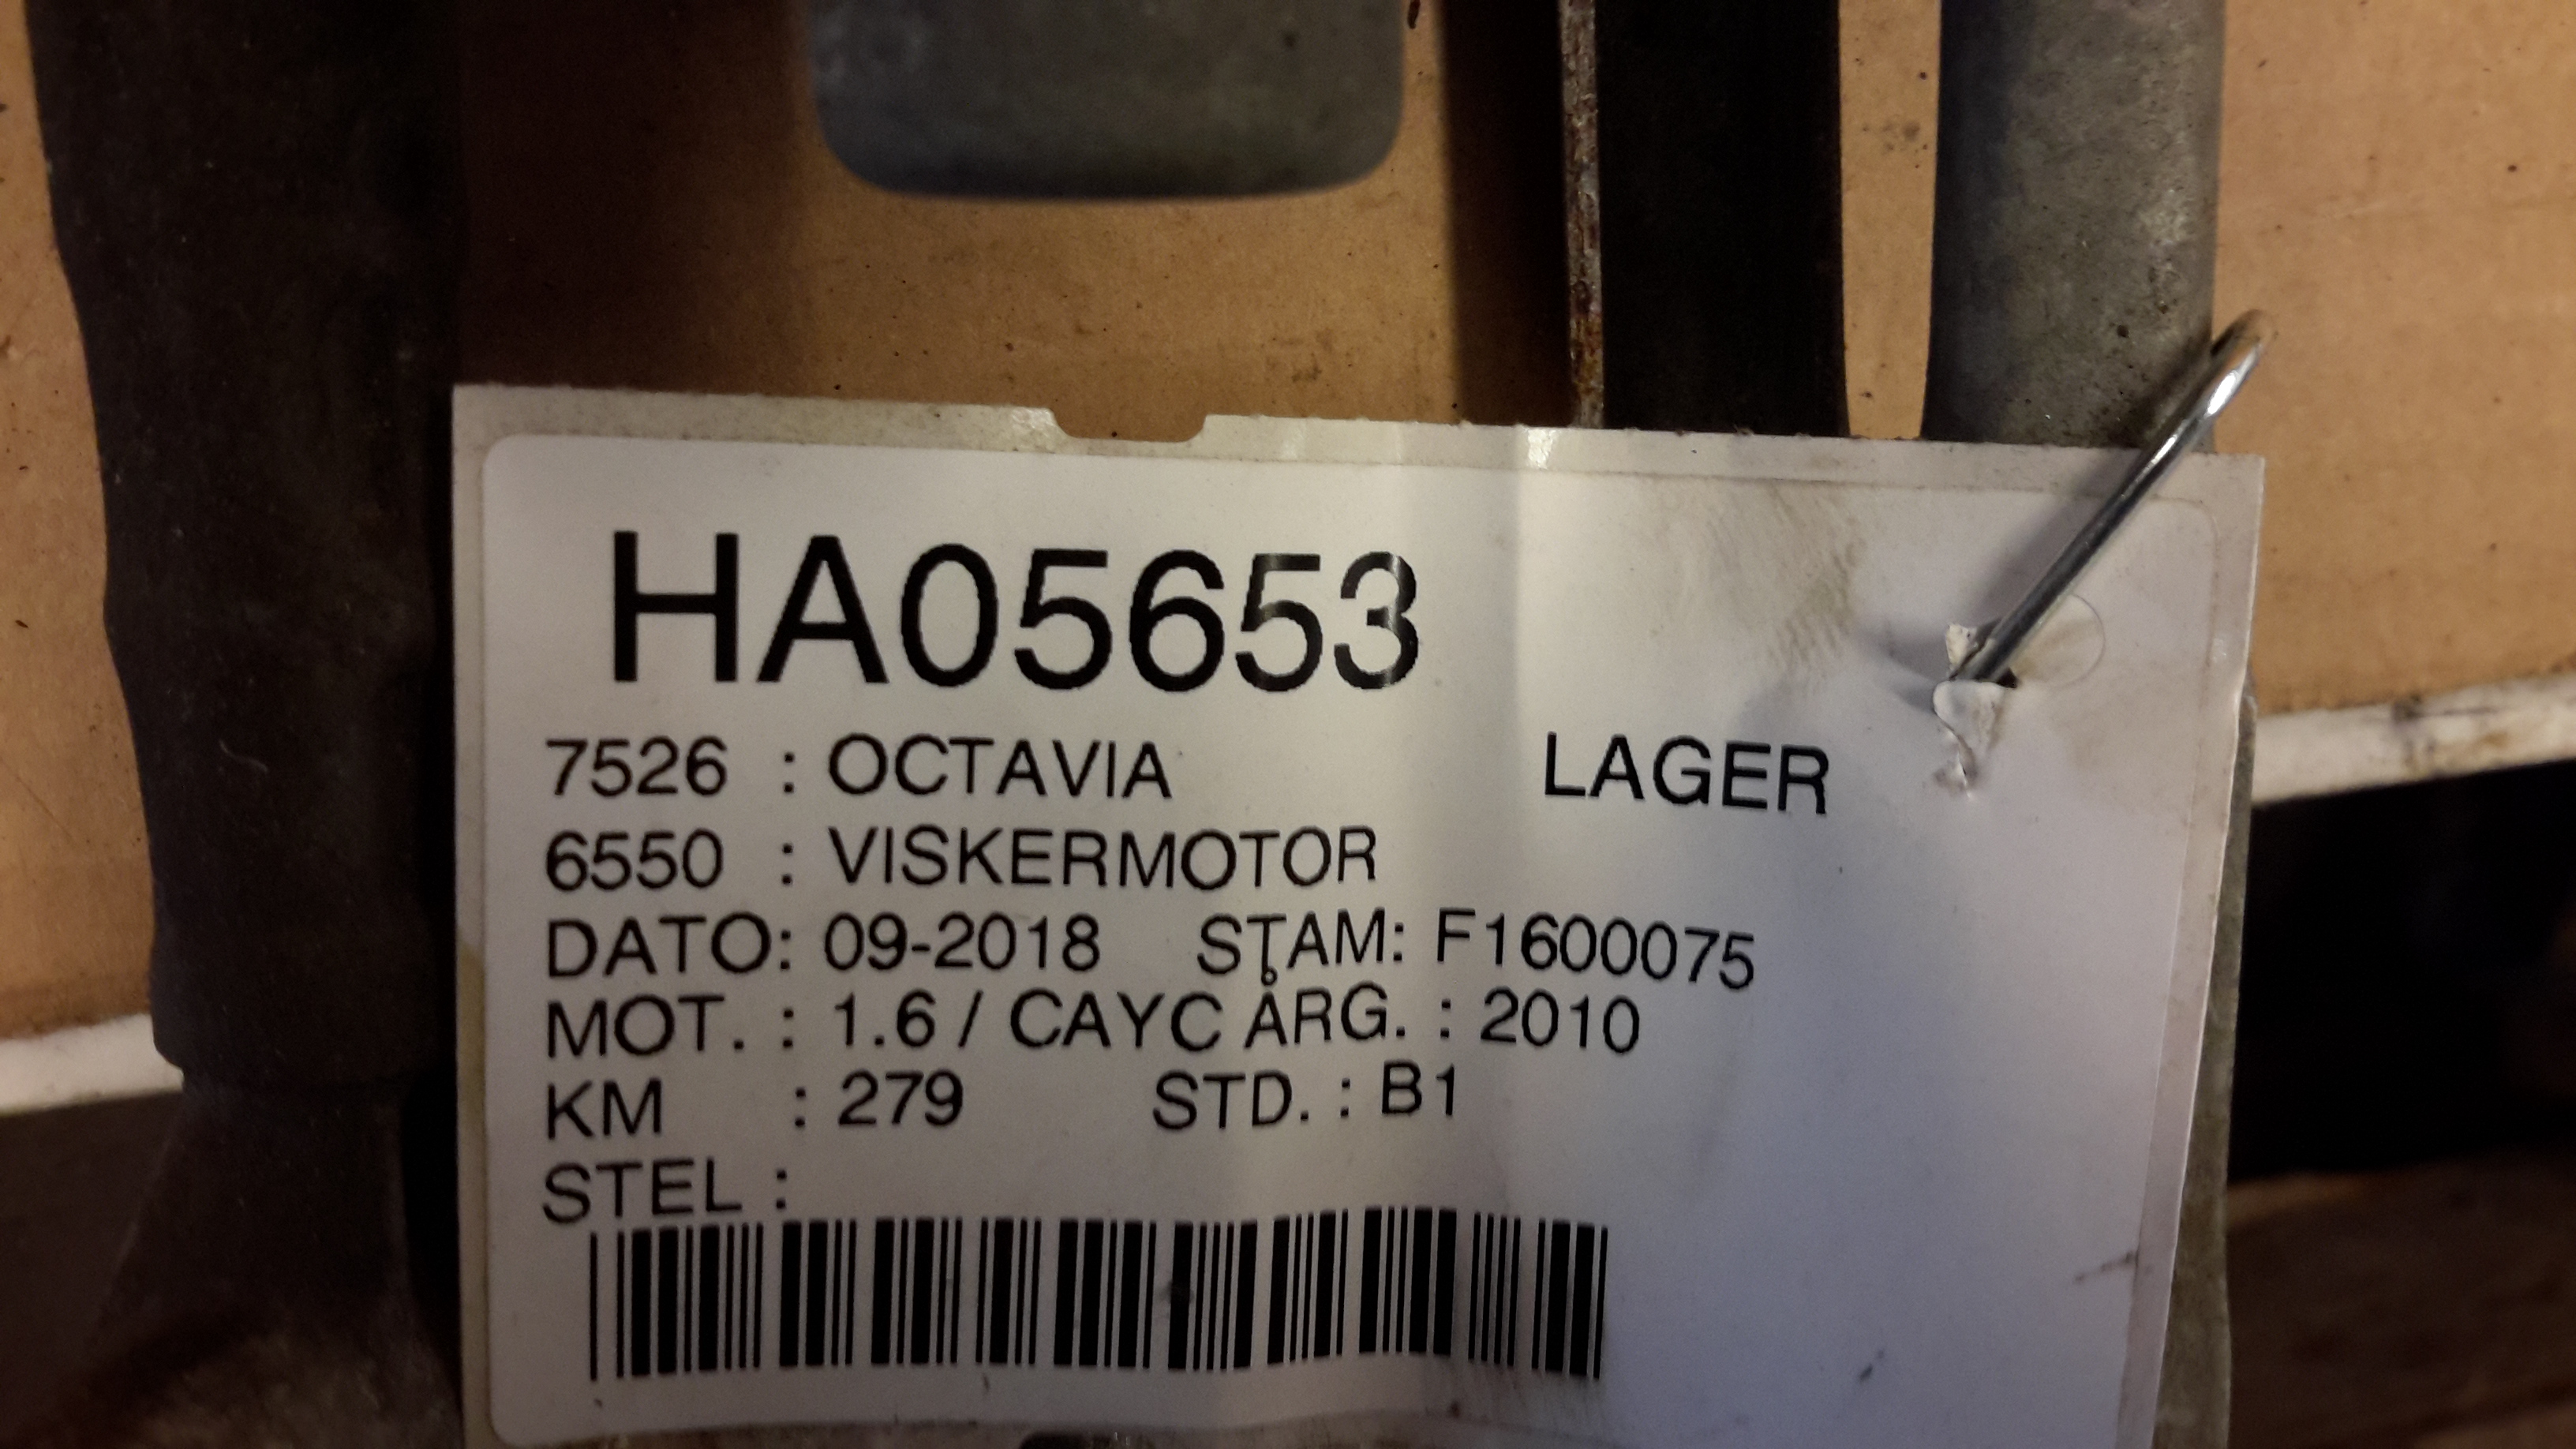 HA05653
7526 : OCTAVIA LAGER
6550 : VISKERMOTOR
DATO: 09-2018 STAM: F1600075
MOT. : 1.6 / CAYC ÅRG. : 2010
KM : 279 STD. : B1
STEL :